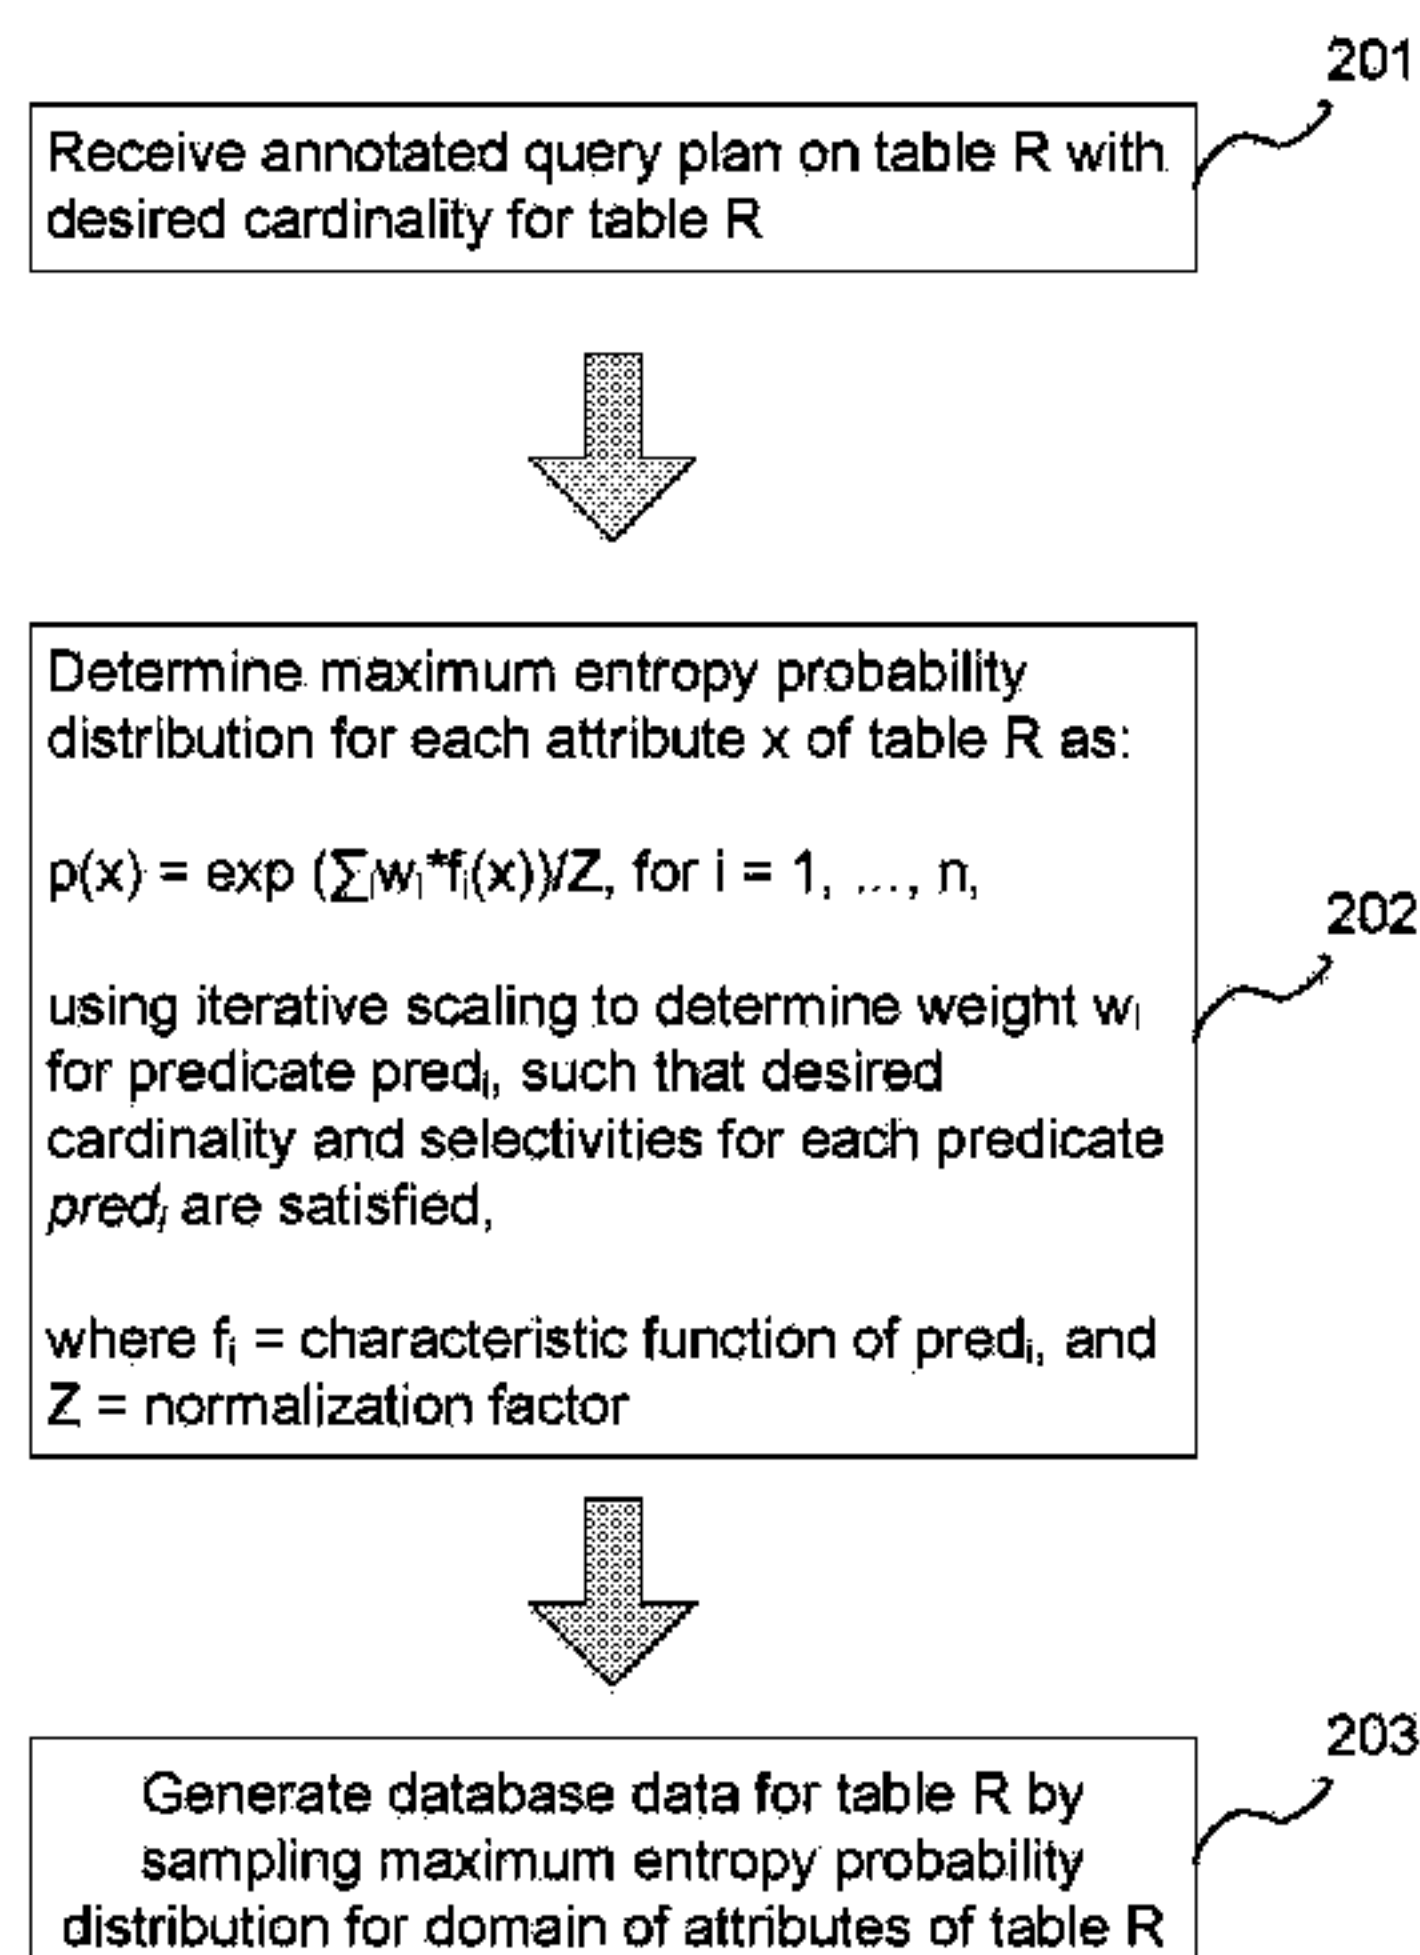 201
Receive annotated query plan on table R with
desired cardinality for table R
Determine maximum entropy probability
distribution for each attribute x of table R as:
p(x) = exp (∑ᵢwᵢ*fᵢ(x))/Z, for i = 1, ..., n,
202
using iterative scaling to determine weight wᵢ
for predicate predᵢ, such that desired
cardinality and selectivities for each predicate
predᵢ are satisfied,
where fᵢ = characteristic function of predᵢ, and
Z = normalization factor
203
Generate database data for table R by
sampling maximum entropy probability
distribution for domain of attributes of table R